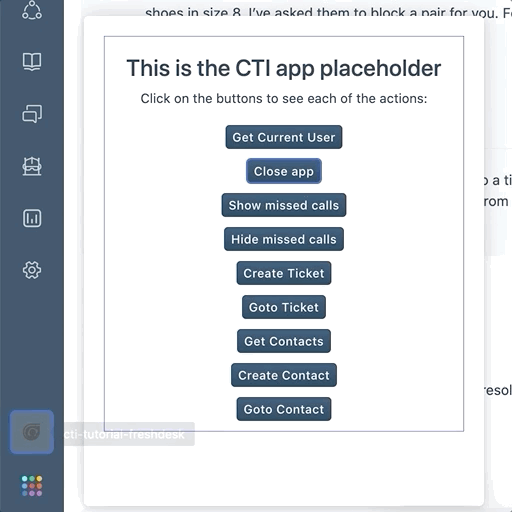 shoes in size 8. I've asked them to block a pair for you. F
This is the CTI app placeholder
Click on the buttons to see each of the actions:
Get Current User
Close app
Show missed calls
Hide missed calls
Create Ticket
Goto Ticket
Get Contacts
Create Contact
Goto Contact
a ti
rom
resol
cti-tutorial-freshdesk